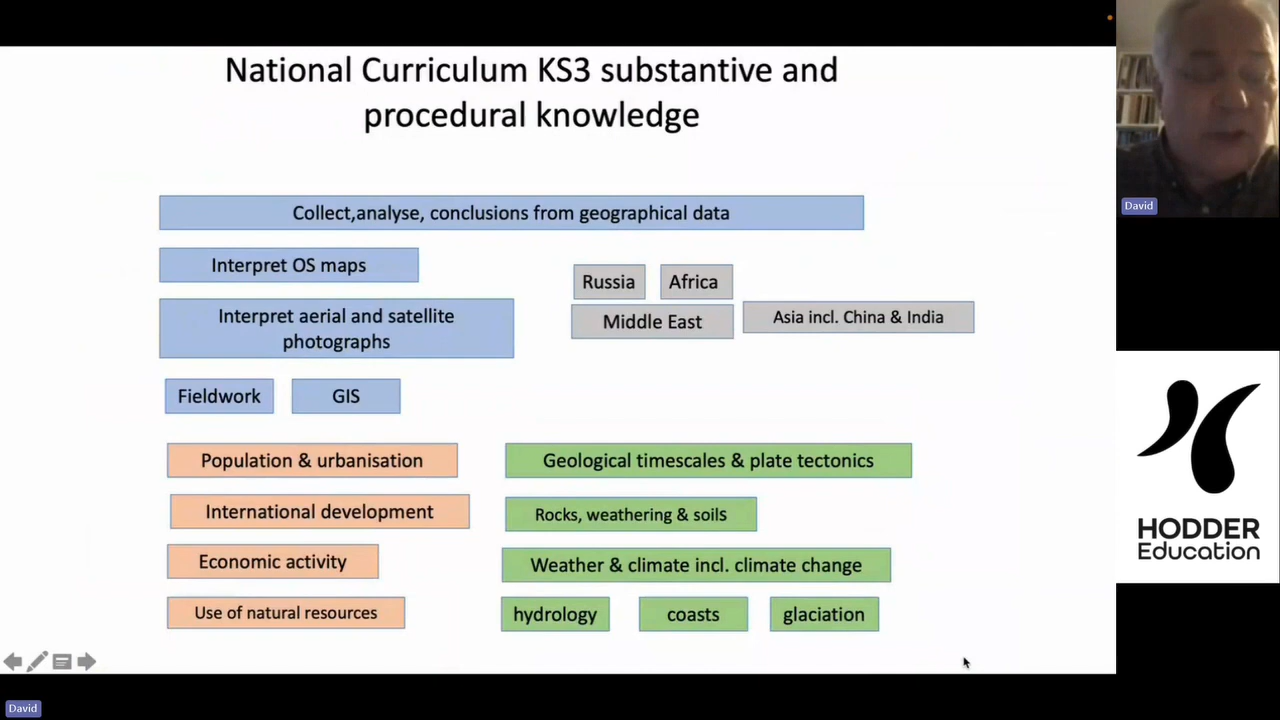 National Curriculum KS3 substantive and
procedural knowledge
Collect,analyse, conclusions from geographical data
Interpret OS maps
Interpret aerial and satellite
photographs
Fieldwork
GIS
Russia
Africa
Middle East
Asia incl. China & India
Population & urbanisation
International development
Economic activity
Use of natural resources
Geological timescales & plate tectonics
Rocks, weathering & soils
Weather & climate incl. climate change
hydrology
coasts
glaciation
David
HODDER
Education
David